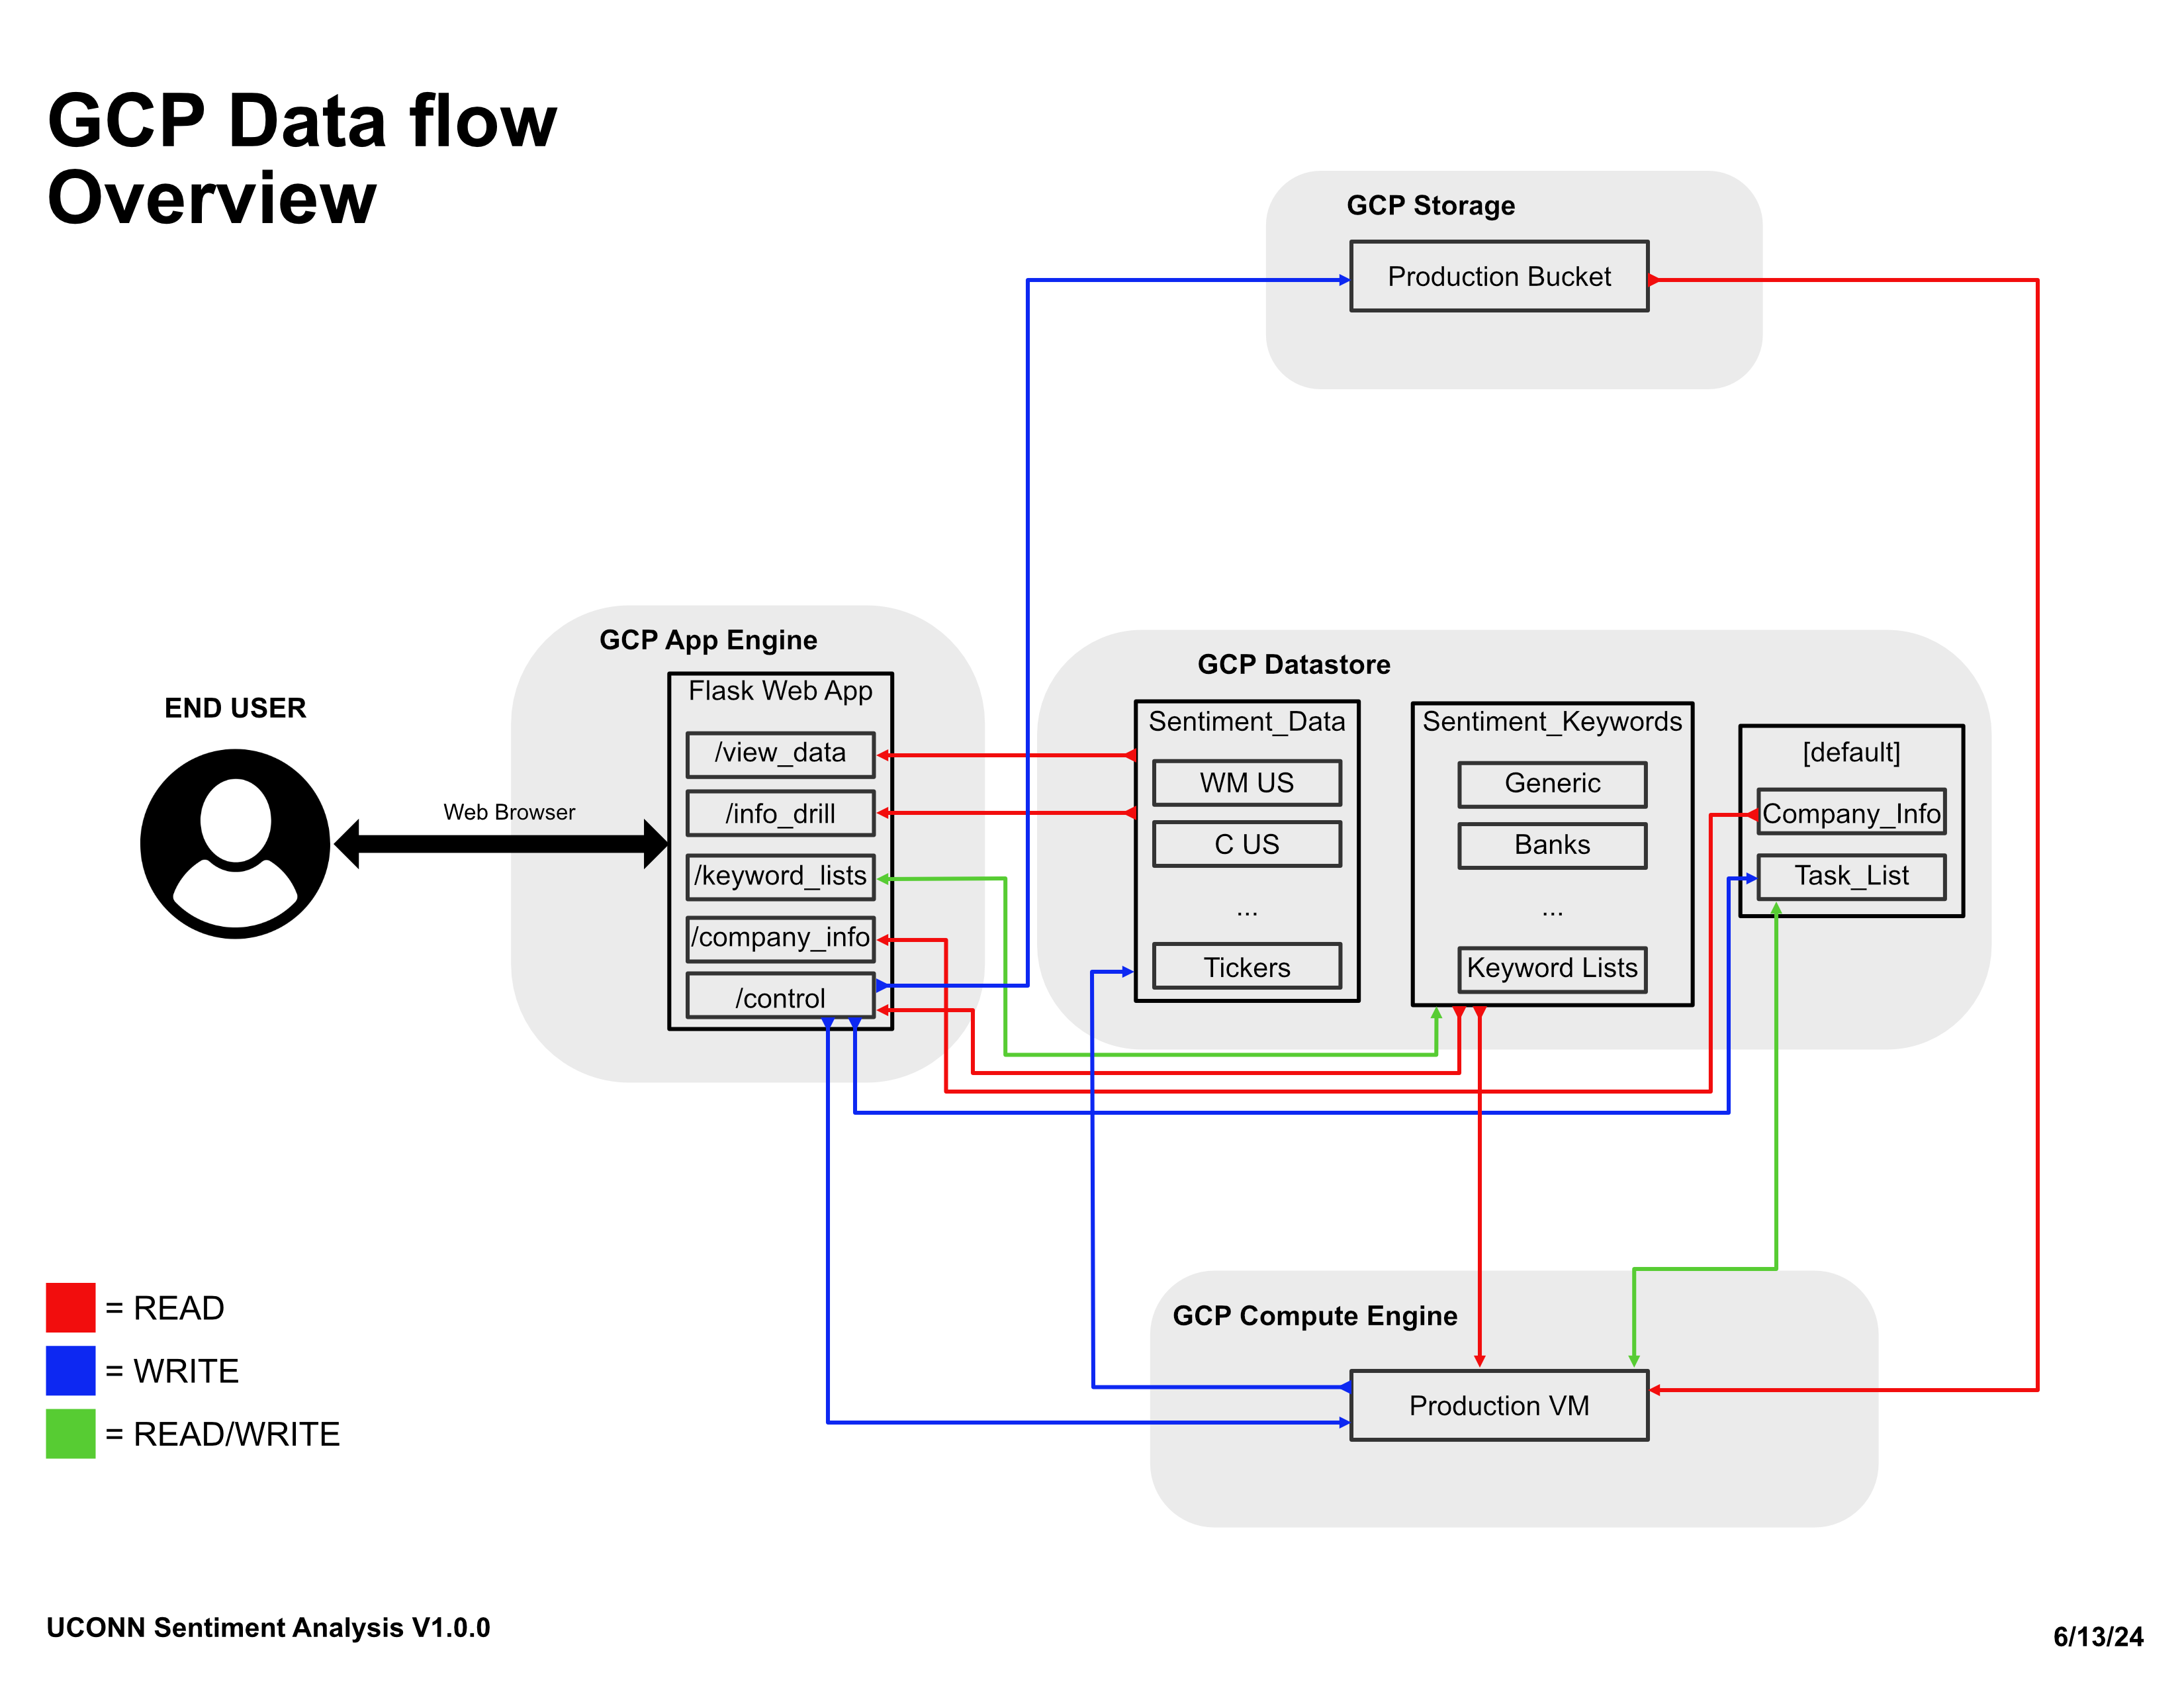 GCP Data flow
Overview
GCP Storage
Production Bucket
GCP App Engine
Flask Web App
/view_data
/info_drill
/keyword_lists
/company_info
/control
END USER
Web Browser
GCP Datastore
Sentiment_Data
WM US
C US
...
Tickers
Sentiment_Keywords
Generic
Banks
...
Keyword Lists
[default]
Company_Info
Task_List
GCP Compute Engine
Production VM
= READ
= WRITE
= READ/WRITE
UCONN Sentiment Analysis V1.0.0
6/13/24